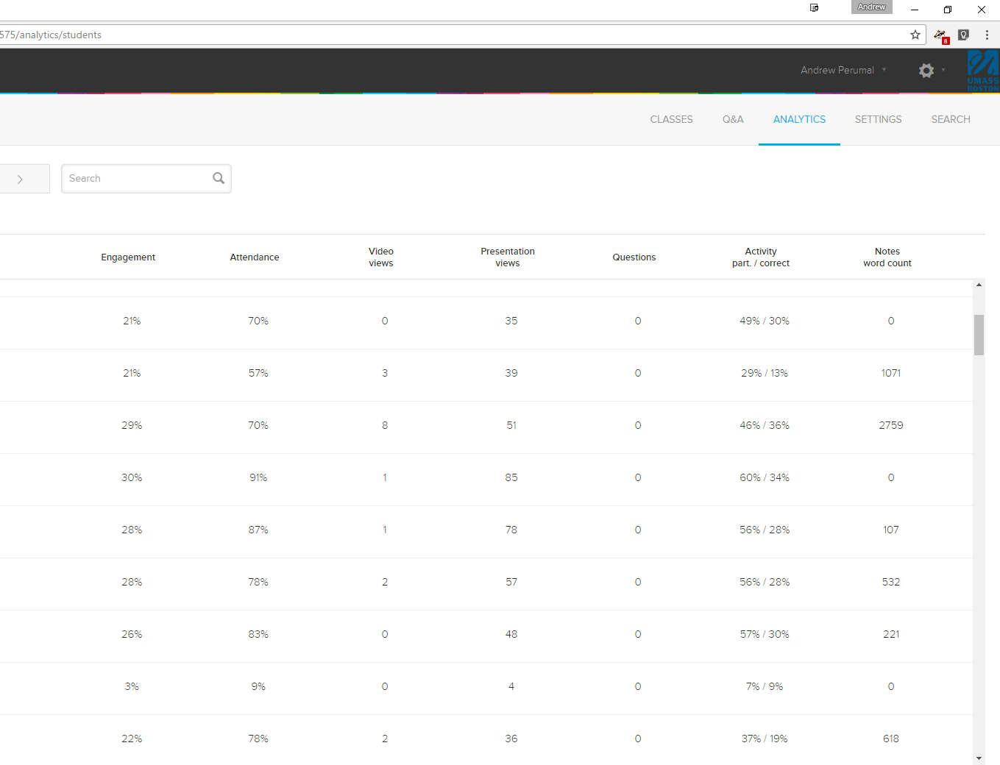 Andrew
575/analytics/students
8
Andrew Perumal
UMASS
BOSTON
CLASSES Q&A ANALYTICS SETTINGS SEARCH
Search
Engagement Attendance Video views Presentation views Questions Activity part. / correct Notes word count
21% 70% 0 35 0 49% / 30% 0
21% 57% 3 39 0 29% / 13% 1071
29% 70% 8 51 0 46% / 36% 2759
30% 91% 1 85 0 60% / 34% 0
28% 87% 1 78 0 56% / 28% 107
28% 78% 2 57 0 56% / 28% 532
26% 83% 0 48 0 57% / 30% 221
3% 9% 0 4 0 7% / 9% 0
22% 78% 2 36 0 37% / 19% 618